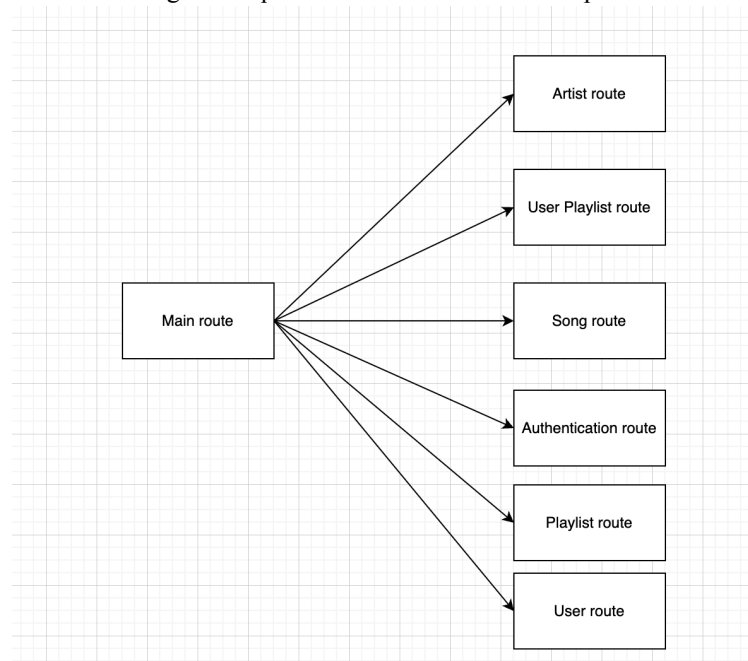 Artist route
User Playlist route
Main route
Song route
Authentication route
Playlist route
User route